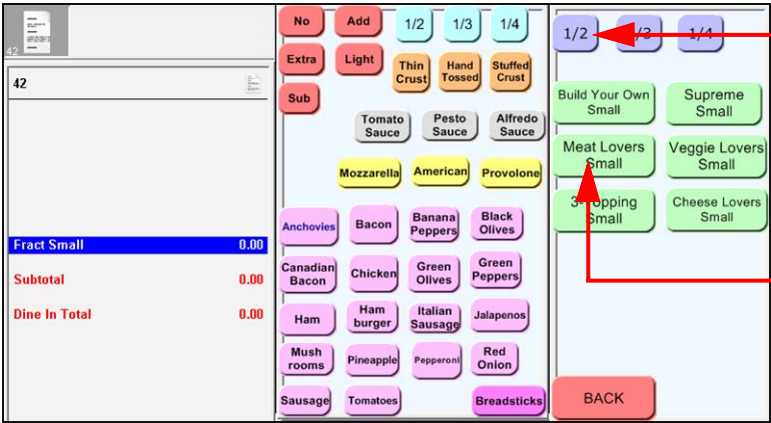 42
42
Fract Small 0.00
Subtotal 0.00
Dine In Total 0.00
No Add 1/2 1/3 1/4
Extra Light Thin Crust Hand Tossed Stuffed Crust
Sub
Tomato Sauce Pesto Sauce Alfredo Sauce
Mozzarella American Provolone
Anchovies Bacon Banana Peppers Black Olives
Canadian Bacon Chicken Green Olives Green Peppers
Ham Ham burger Italian Sausage Jalapenos
Mush rooms Pineapple Pepperoni Red Onion
Sausage Tomatoes Breadsticks
1/2 1/3 1/4
Build Your Own Small Supreme Small
Meat Lovers Small Veggie Lovers Small
3-Topping Small Cheese Lovers Small
BACK